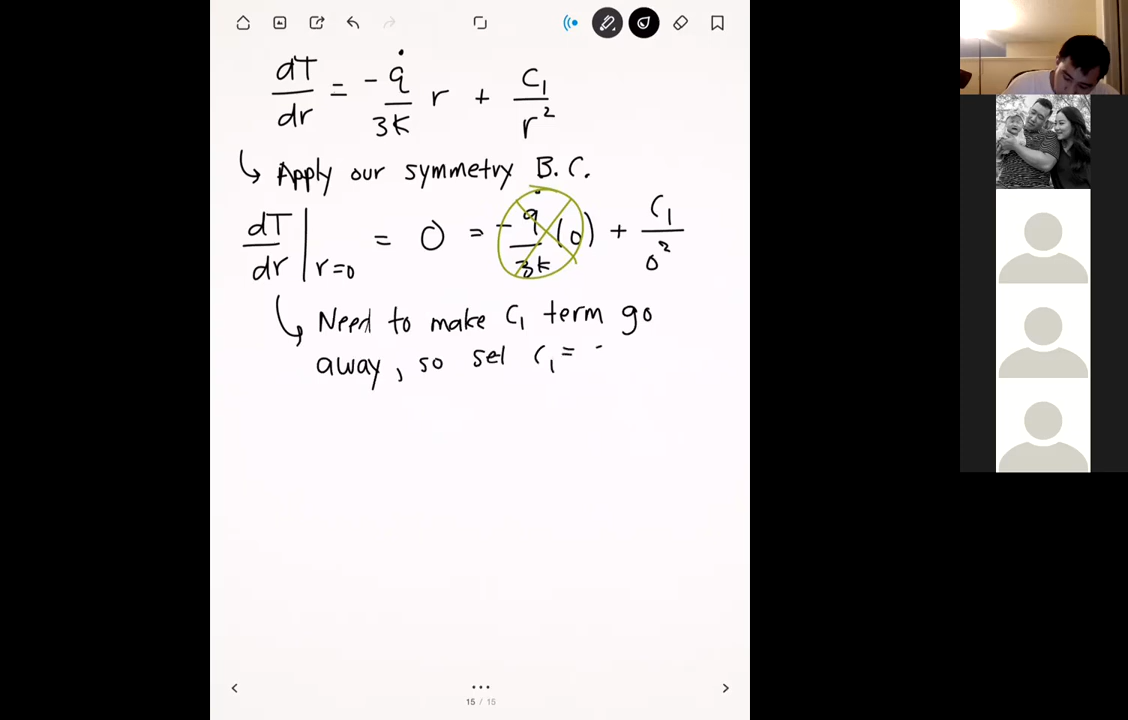 dT/dr = - q̇/3k r + C₁/r²
↳ Apply our symmetry B.C.
dT/dr | r=0 = 0 = - q̇/3k (0) + C₁/0²
↳ Need to make C₁ term go
away, so set C₁ =
15 / 15